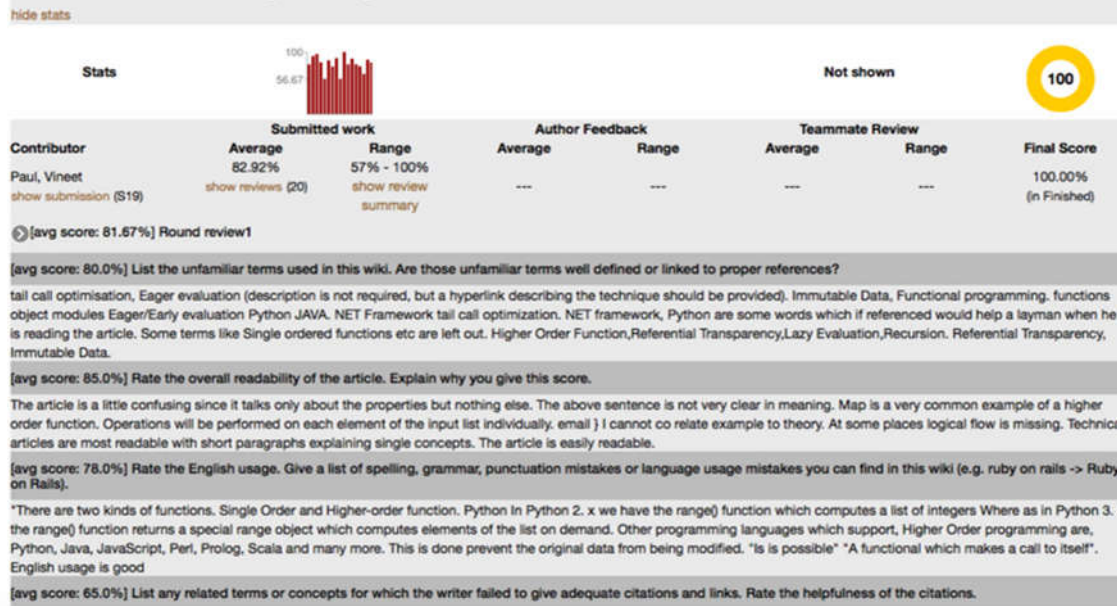 hide stats
Stats
100
56.67
Not shown
100
Submitted work Author Feedback Teammate Review
Contributor Average Range Average Range Average Range Final Score
Paul, Vineet 82.92% 57% - 100% --- --- --- --- 100.00%
show submission (S19) show reviews (20) show review summary (in Finished)
[avg score: 81.67%] Round review1
[avg score: 80.0%] List the unfamiliar terms used in this wiki. Are those unfamiliar terms well defined or linked to proper references?
tail call optimisation, Eager evaluation (description is not required, but a hyperlink describing the technique should be provided). Immutable Data, Functional programming. functions
object modules Eager/Early evaluation Python JAVA. NET Framework tail call optimization. NET framework, Python are some words which if referenced would help a layman when he
is reading the article. Some terms like Single ordered functions etc are left out. Higher Order Function,Referential Transparency,Lazy Evaluation,Recursion. Referential Transparency,
Immutable Data.
[avg score: 85.0%] Rate the overall readability of the article. Explain why you give this score.
The article is a little confusing since it talks only about the properties but nothing else. The above sentence is not very clear in meaning. Map is a very common example of a higher
order function. Operations will be performed on each element of the input list individually. email } I cannot co relate example to theory. At some places logical flow is missing. Technica
articles are most readable with short paragraphs explaining single concepts. The article is easily readable.
[avg score: 78.0%] Rate the English usage. Give a list of spelling, grammar, punctuation mistakes or language usage mistakes you can find in this wiki (e.g. ruby on rails -> Ruby
on Rails).
"There are two kinds of functions. Single Order and Higher-order function. Python In Python 2. x we have the range() function which computes a list of integers Where as in Python 3.
the range() function returns a special range object which computes elements of the list on demand. Other programming languages which support, Higher Order programming are,
Python, Java, JavaScript, Perl, Prolog, Scala and many more. This is done prevent the original data from being modified. "Is is possible" "A functional which makes a call to itself".
English usage is good
[avg score: 65.0%] List any related terms or concepts for which the writer failed to give adequate citations and links. Rate the helpfulness of the citations.